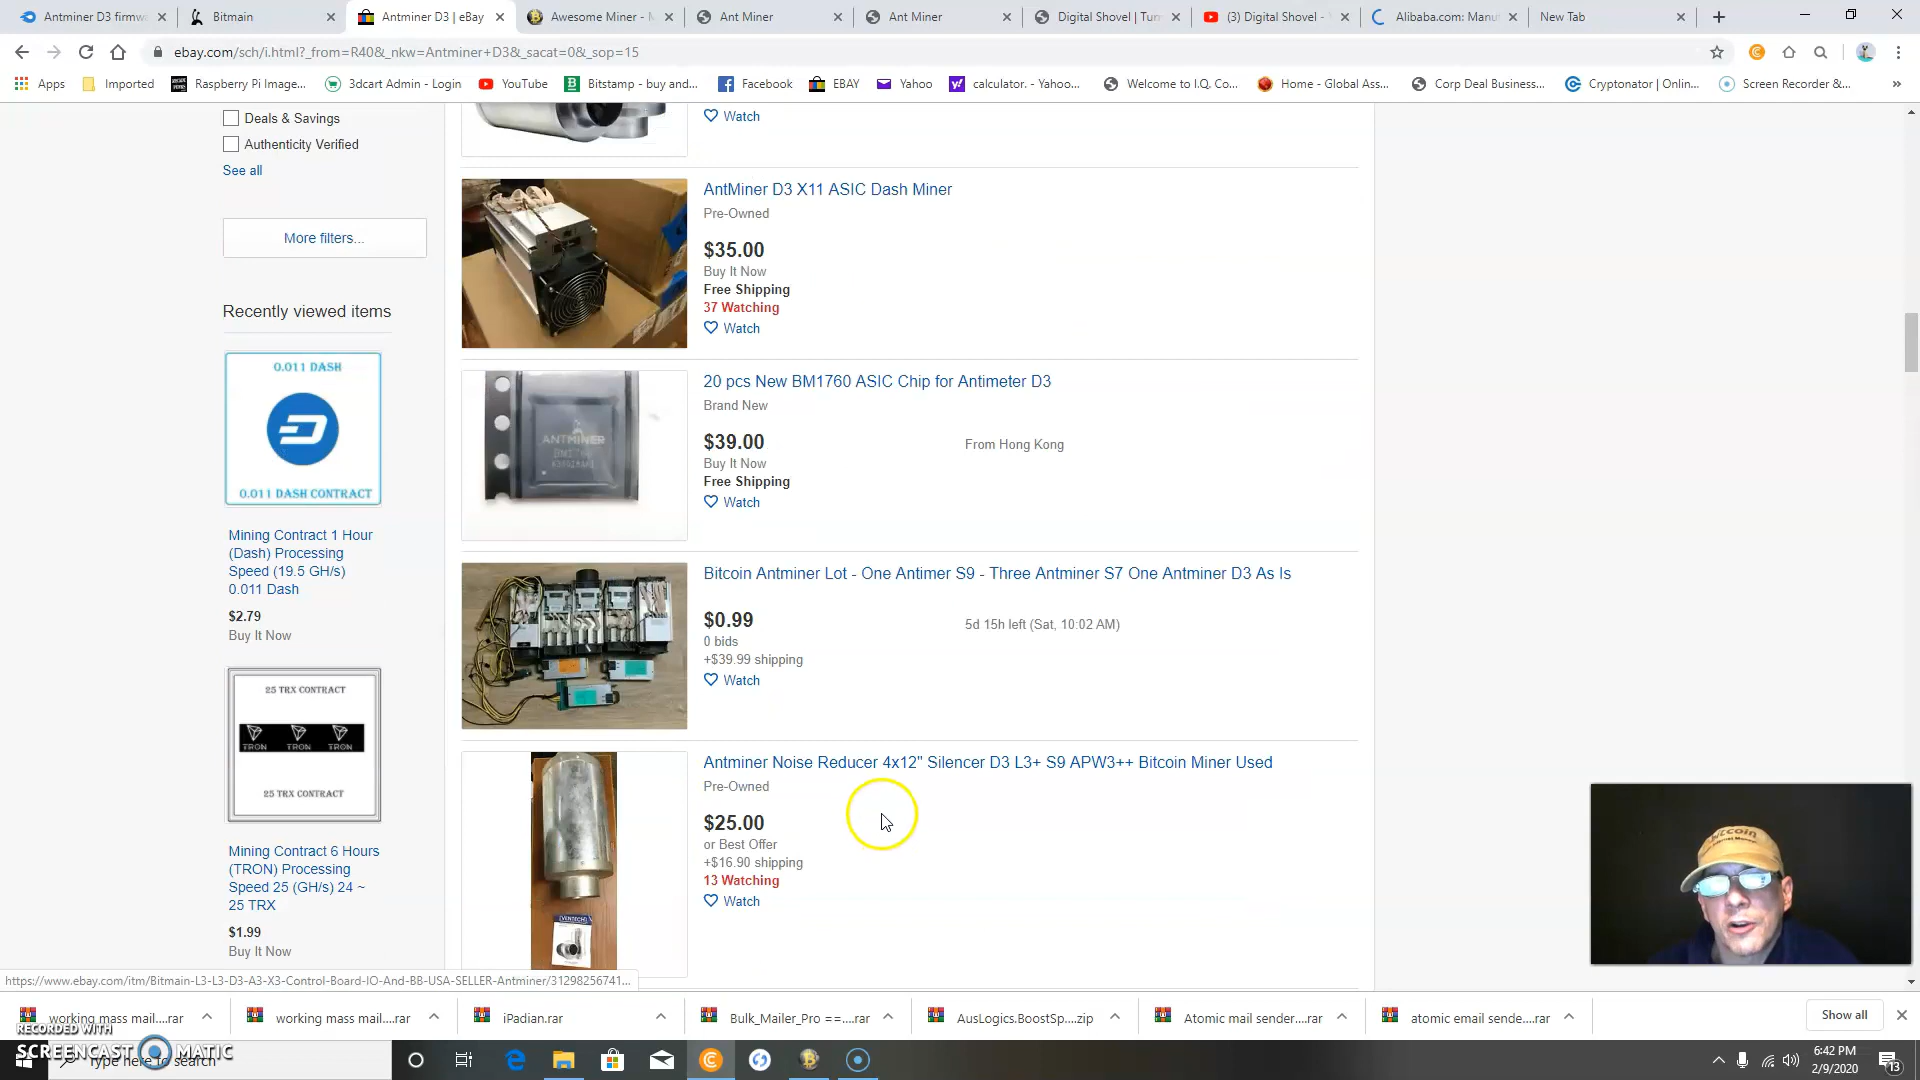 Antminer D3 firmw
Bitmain
Antminer D3 | eBay
Awesome Miner - M
Ant Miner
Ant Miner
Digital Shovel | Turn
(3) Digital Shovel -
Alibaba.com: Manu
New Tab
ebay.com/sch/i.html?_from=R40&_nkw=Antminer+D3&_sacat=0&_sop=15
Apps
Imported
Raspberry Pi Image...
3dcart Admin - Login
YouTube
Bitstamp - buy and...
Facebook
EBAY
Yahoo
calculator. - Yahoo...
Welcome to I.Q. Co...
Home - Global Ass...
Corp Deal Business...
Cryptonator | Onlin...
Screen Recorder &...
Deals & Savings
Authenticity Verified
See all
More filters...
Recently viewed items
0.011 DASH
0.011 DASH CONTRACT
Mining Contract 1 Hour
(Dash) Processing
Speed (19.5 GH/s)
0.011 Dash
$2.79
Buy It Now
25 TRX CONTRACT
TRON TRON TRON
25 TRX CONTRACT
Mining Contract 6 Hours
(TRON) Processing
Speed 25 (GH/s) 24 ~
25 TRX
$1.99
Buy It Now
Watch
AntMiner D3 X11 ASIC Dash Miner
Pre-Owned
$35.00
Buy It Now
Free Shipping
37 Watching
Watch
ANTMINER
20 pcs New BM1760 ASIC Chip for Antimeter D3
Brand New
$39.00
From Hong Kong
Buy It Now
Free Shipping
Watch
Bitcoin Antminer Lot - One Antimer S9 - Three Antminer S7 One Antminer D3 As Is
$0.99
5d 15h left (Sat, 10:02 AM)
0 bids
+$39.99 shipping
Watch
Antminer Noise Reducer 4x12" Silencer D3 L3+ S9 APW3++ Bitcoin Miner Used
Pre-Owned
$25.00
or Best Offer
+$16.90 shipping
13 Watching
Watch
VENTECH
bitcoin
https://www.ebay.com/itm/Bitmain-L3-L3-D3-A3-X3-Control-Board-IO-And-BB-USA-SELLER-Antminer/31298256741...
working mass mail....rar
working mass mail....rar
iPadian.rar
Bulk_Mailer_Pro ==....rar
AusLogics.BoostSp....zip
Atomic mail sender....rar
atomic email sende....rar
Show all
RECORDED WITH
SCREENCAST MATIC
Type here to search
6:42 PM
2/9/2020
13